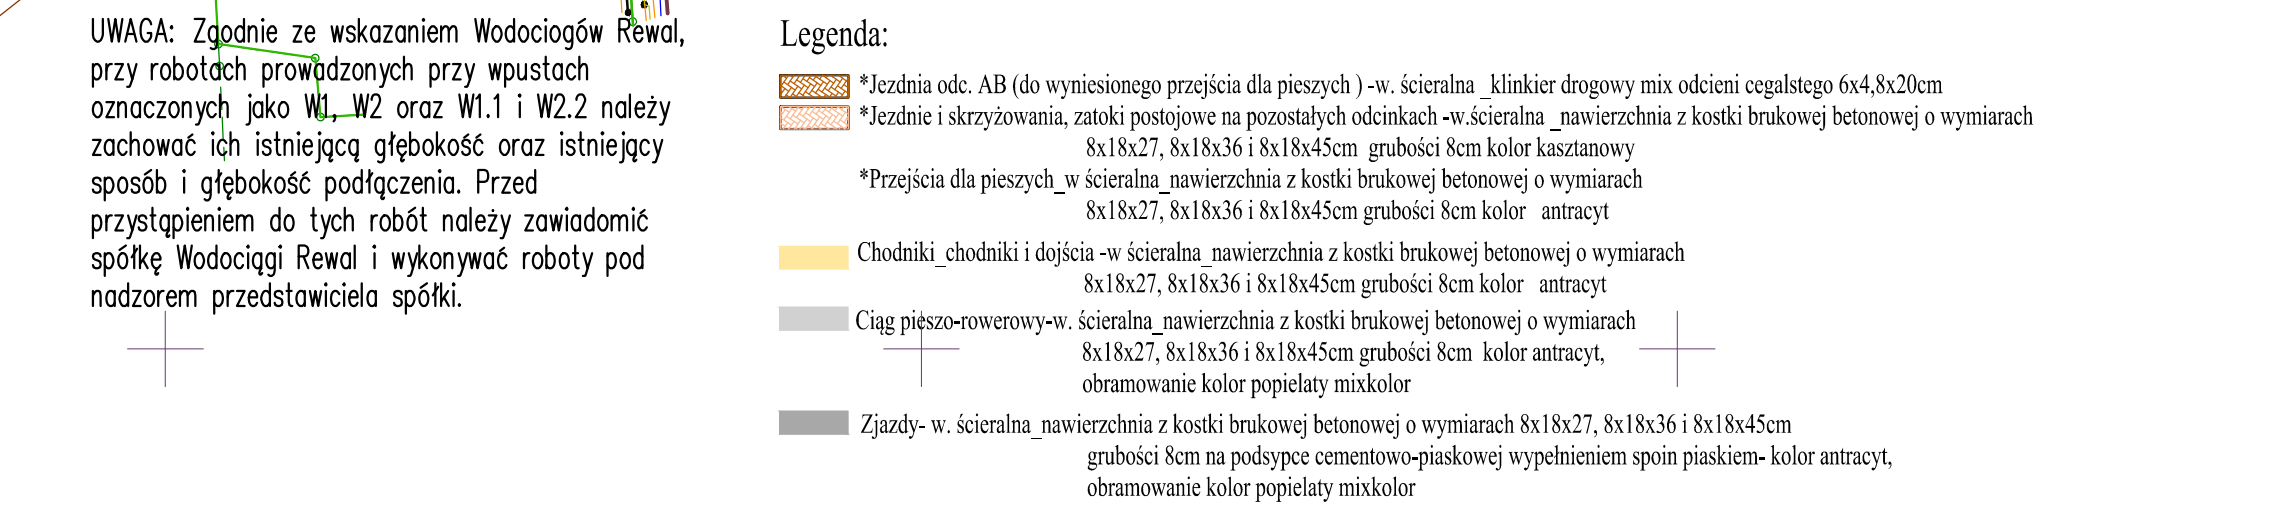 UWAGA: Zgodnie ze wskazaniem Wodociogów Rewal,
przy robotach prowadzonych przy wpustach
oznaczonych jako W1, W2 oraz W1.1 i W2.2 należy
zachować ich istniejącą głębokość oraz istniejący
sposób i głębokość podłączenia. Przed
przystąpieniem do tych robót należy zawiadomić
spółkę Wodociągi Rewal i wykonywać roboty pod
nadzorem przedstawiciela spółki.
Legenda:
*Jezdnia odc. AB (do wyniesionego przejścia dla pieszych ) -w. ścieralna _klinkier drogowy mix odcieni cegalstego 6x4,8x20cm
*Jezdnie i skrzyżowania, zatoki postojowe na pozostałych odcinkach -w.ścieralna _nawierzchnia z kostki brukowej betonowej o wymiarach
8x18x27, 8x18x36 i 8x18x45cm grubości 8cm kolor kasztanowy
*Przejścia dla pieszych_w ścieralna_nawierzchnia z kostki brukowej betonowej o wymiarach
8x18x27, 8x18x36 i 8x18x45cm grubości 8cm kolor antracyt
Chodniki_chodniki i dojścia -w ścieralna_nawierzchnia z kostki brukowej betonowej o wymiarach
8x18x27, 8x18x36 i 8x18x45cm grubości 8cm kolor antracyt
Ciąg pieszo-rowerowy-w. ścieralna_nawierzchnia z kostki brukowej betonowej o wymiarach
8x18x27, 8x18x36 i 8x18x45cm grubości 8cm kolor antracyt,
obramowanie kolor popielaty mixkolor
Zjazdy- w. ścieralna_nawierzchnia z kostki brukowej betonowej o wymiarach 8x18x27, 8x18x36 i 8x18x45cm
grubości 8cm na podsypce cementowo-piaskowej wypełnieniem spoin piaskiem- kolor antracyt,
obramowanie kolor popielaty mixkolor